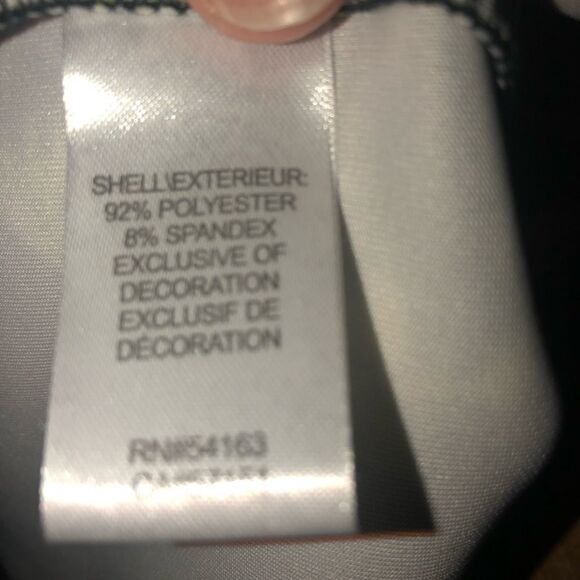 SHELL\EXTERIEUR:
92% POLYESTER
8% SPANDEX
EXCLUSIVE OF
DECORATION
EXCLUSIF DE
DÉCORATION
RN#54163